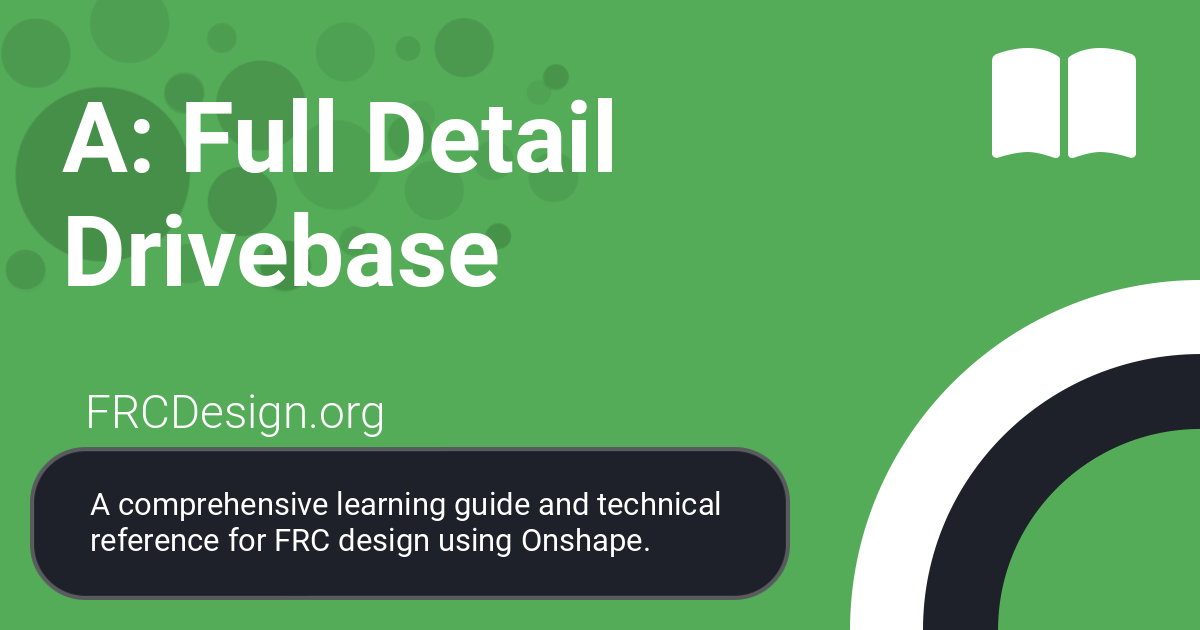 A: Full Detail
Drivebase
FRCDesign.org
A comprehensive learning guide and technical
reference for FRC design using Onshape.